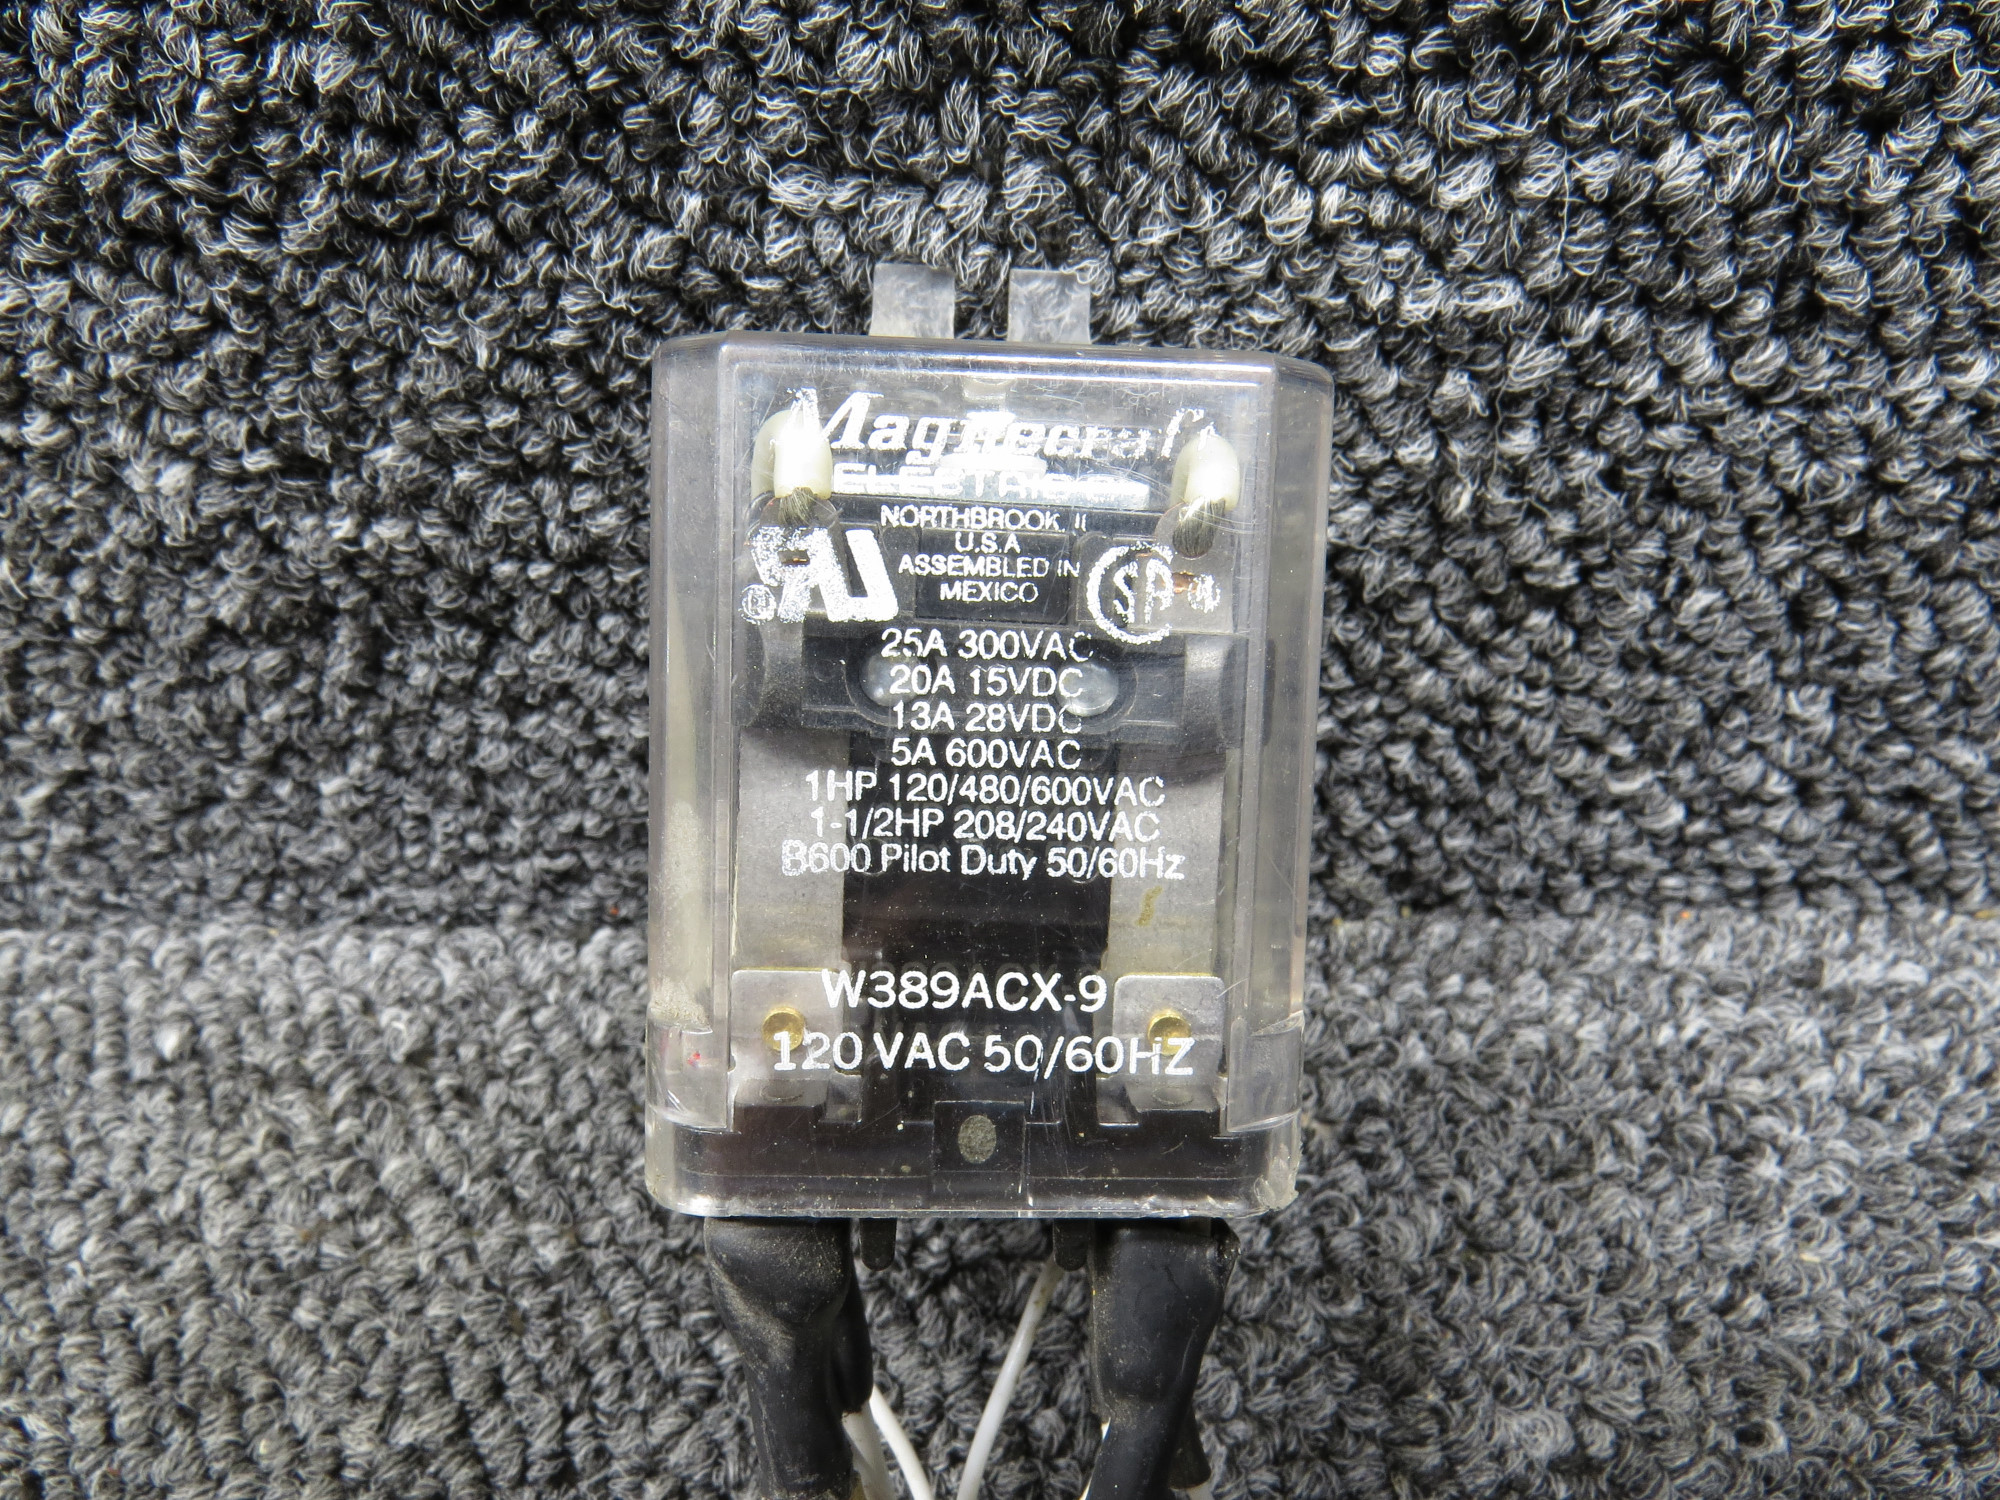 Magnecraft
ELECTRIC
NORTHBROOK, Il
U.S.A
ASSEMBLED IN
MEXICO
25A 300VAC
20A 15VDC
13A 28VDC
5A 600VAC
1HP 120/480/600VAC
1-1/2HP 208/240VAC
B600 Pilot Duty 50/60Hz
W389ACX-9
120 VAC 50/60HZ